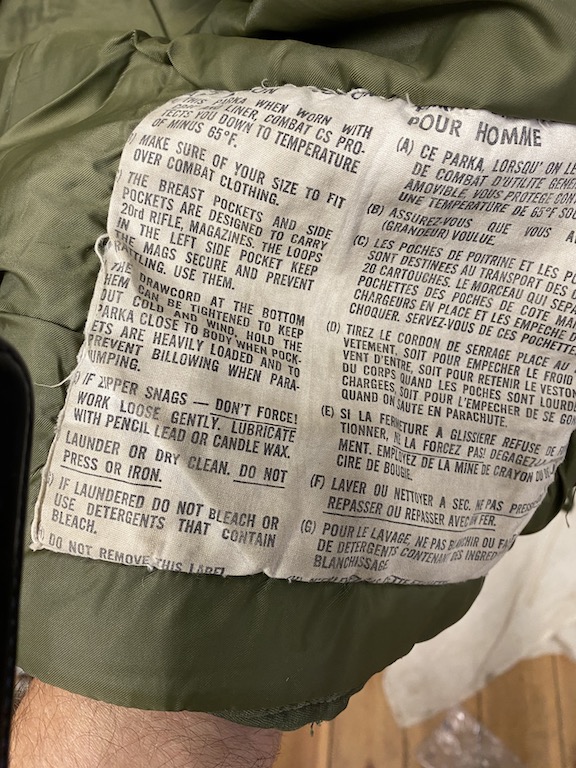 THIS PARKA WHEN WORN WITH
COAT AND LINER, COMBAT CS PRO-
TECTS YOU DOWN TO TEMPERATURE
OF MINUS 65°F.
MAKE SURE OF YOUR SIZE TO FIT
OVER COMBAT CLOTHING.
THE BREAST POCKETS AND SIDE
POCKETS ARE DESIGNED TO CARRY
20rd RIFLE, MAGAZINES. THE LOOPS
IN THE LEFT SIDE POCKET KEEP
THE MAGS SECURE AND PREVENT
RATTLING. USE THEM.
THE DRAWCORD AT THE BOTTOM
HEM CAN BE TIGHTENED TO KEEP
OUT COLD AND WIND, HOLD THE
PARKA CLOSE TO BODY WHEN POCK-
ETS ARE HEAVILY LOADED AND TO
PREVENT BILLOWING WHEN PARA-
JUMPING.
IF ZIPPER SNAGS — DON'T FORCE!
WORK LOOSE GENTLY. LUBRICATE
WITH PENCIL LEAD OR CANDLE WAX.
LAUNDER OR DRY CLEAN. DO NOT
PRESS OR IRON.
IF LAUNDERED DO NOT BLEACH OR
USE DETERGENTS THAT CONTAIN
BLEACH.
DO NOT REMOVE THIS LABEL
POUR HOMME
(A) CE PARKA, LORSQU' ON LE
DE COMBAT D'UTILITE GENE
AMOVIBLE, VOUS PROTEGE CON
UNE TEMPERATURE DE 65°F SO
(B) ASSUREZ-VOUS QUE VOUS A
(GRANDEUR) VOULUE.
(C) LES POCHES DE POITRINE ET LES P
SONT DESTINEES AU TRANSPORT DES C
20 CARTOUCHES. LE MORCEAU QUI SEPA
POCHETTES DES POCHES DE COTE MAI
CHARGEURS EN PLACE ET LES EMPECHE D
CHOQUER. SERVEZ-VOUS DE CES POCHETTE
(D) TIREZ LE CORDON DE SERRAGE PLACE AU
VETEMENT, SOIT POUR EMPECHER LE FROID
VENT D'ENTRE, SOIT POUR RETENIR LE VESTON
DU CORPS QUAND LES POCHES SONT LOURDE
CHARGEES, SOIT POUR L'EMPECHER DE SE GO
QUAND ON SAUTE EN PARACHUTE.
(E) SI LA FERMETURE A GLISSIERE REFUSE DE F
TIONNER, NE LA FORCEZ PAS! DEGAGEZ-LA
MENT. EMPLOYEZ DE LA MINE DE CRAYON OU
CIRE DE BOUGIE.
(F) LAVER OU NETTOYER A SEC. NE PAS PRESSE
REPASSER OU REPASSER AVEC UN FER.
(G) POUR LE LAVAGE, NE PAS BLANCHIR OU FA
DE DETERGENTS CONTENANT DES INGRED
BLANCHISSAGE